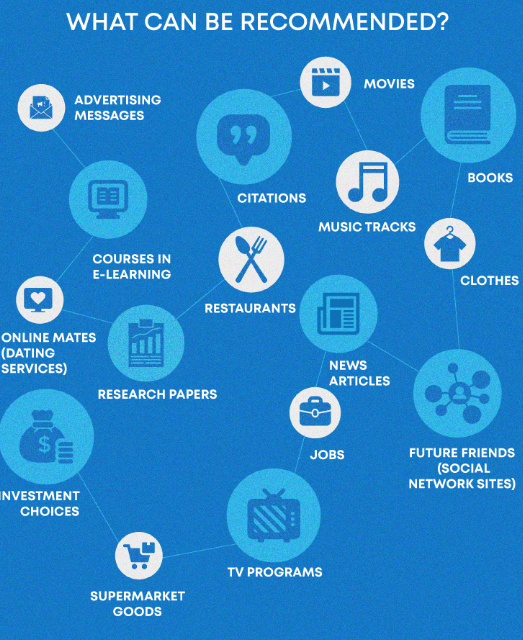 WHAT CAN BE RECOMMENDED?
ADVERTISING
MESSAGES
MOVIES
CITATIONS
BOOKS
MUSIC TRACKS
COURSES IN
E-LEARNING
CLOTHES
RESTAURANTS
ONLINE MATES
(DATING
SERVICES)
RESEARCH PAPERS
NEWS
ARTICLES
JOBS
FUTURE FRIENDS
(SOCIAL
NETWORK SITES)
INVESTMENT
CHOICES
$
TV PROGRAMS
SUPERMARKET
GOODS